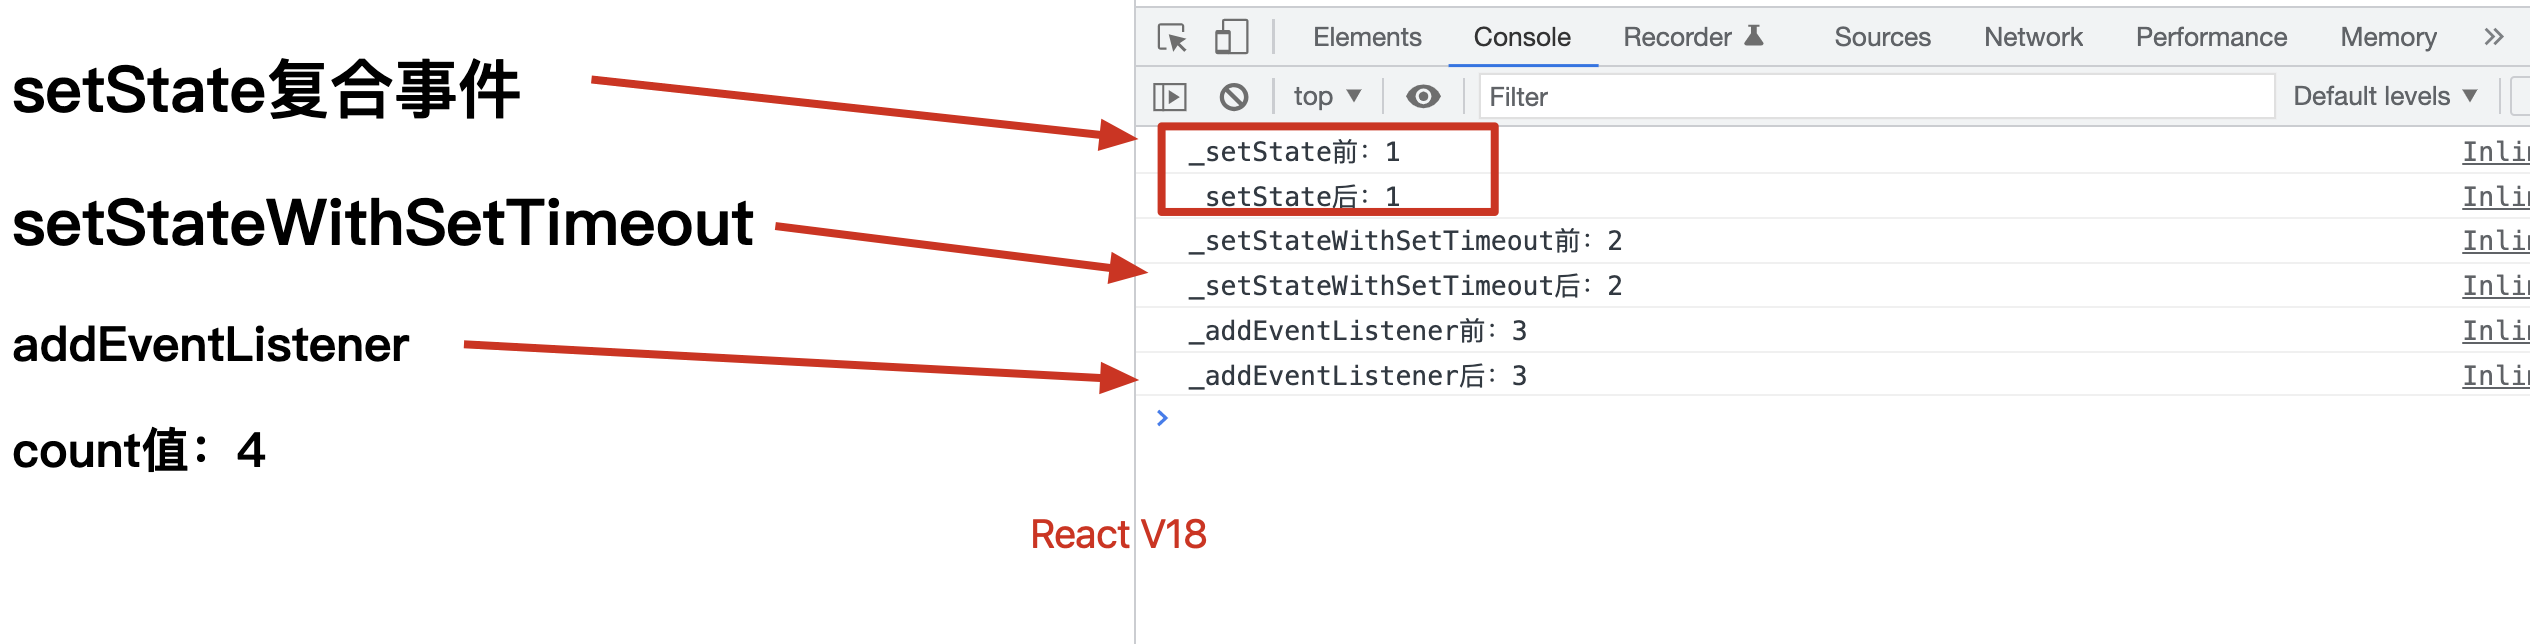 setState复合事件
setStateWithSetTimeout
addEventListener
count值：4
React V18
Elements Console Recorder Sources Network Performance Memory »
top ▼ Filter Default levels ▼
_setState前：1
setState后：1
_setStateWithSetTimeout前：2
_setStateWithSetTimeout后：2
_addEventListener前：3
_addEventListener后：3